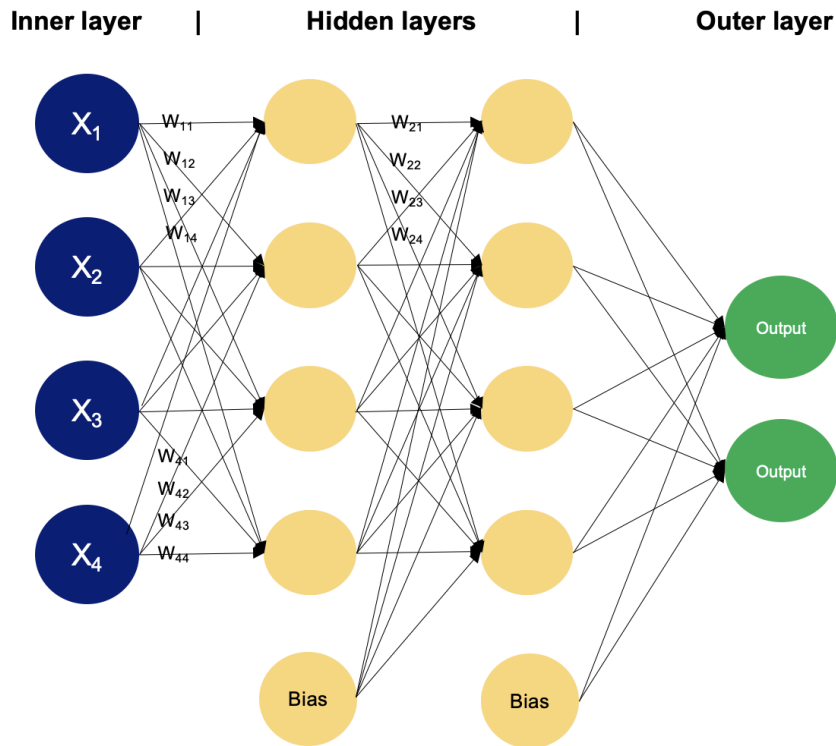 Inner layer | Hidden layers | Outer layer
X₁
W₁₁
W₁₂
W₁₃
W₁₄
W₂₁
W₂₂
W₂₃
W₂₄
X₂
Output
X₃
W₄₁
W₄₂
W₄₃
W₄₄
Output
X₄
Bias
Bias